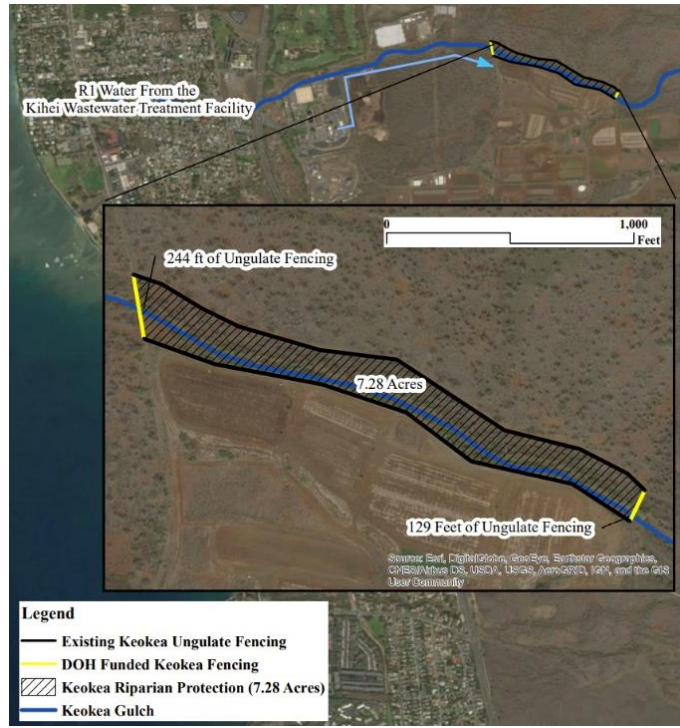 R1 Water From the
Kihei Wastewater Treatment Facility
0 1,000
Feet
244 ft of Ungulate Fencing
7.28 Acres
129 Feet of Ungulate Fencing
Source: Esri, DigitalGlobe, GeoEye, Earthstar Geographics,
CNES/Airbus DS, USDA, USGS, AeroGRID, IGN, and the GIS
User Community
Legend
Existing Keokea Ungulate Fencing
DOH Funded Keokea Fencing
Keokea Riparian Protection (7.28 Acres)
Keokea Gulch